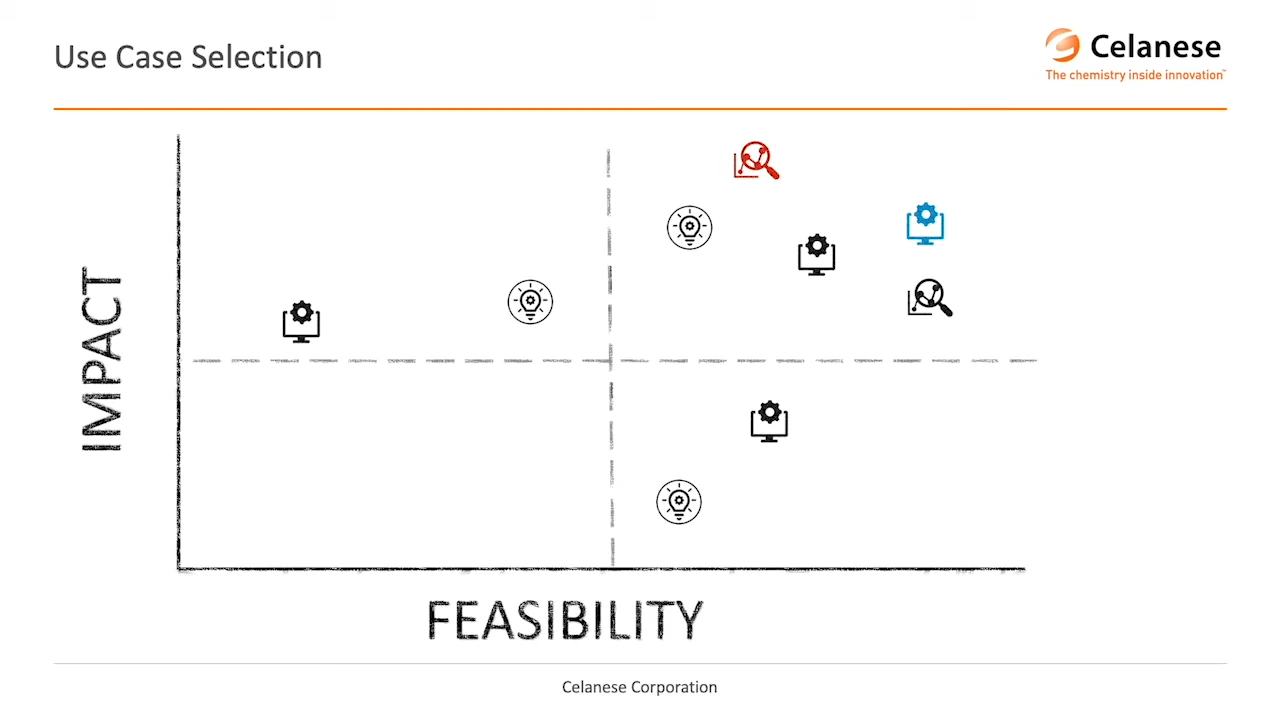 Use Case Selection
Celanese
The chemistry inside innovation™
IMPACT
FEASIBILITY
Celanese Corporation